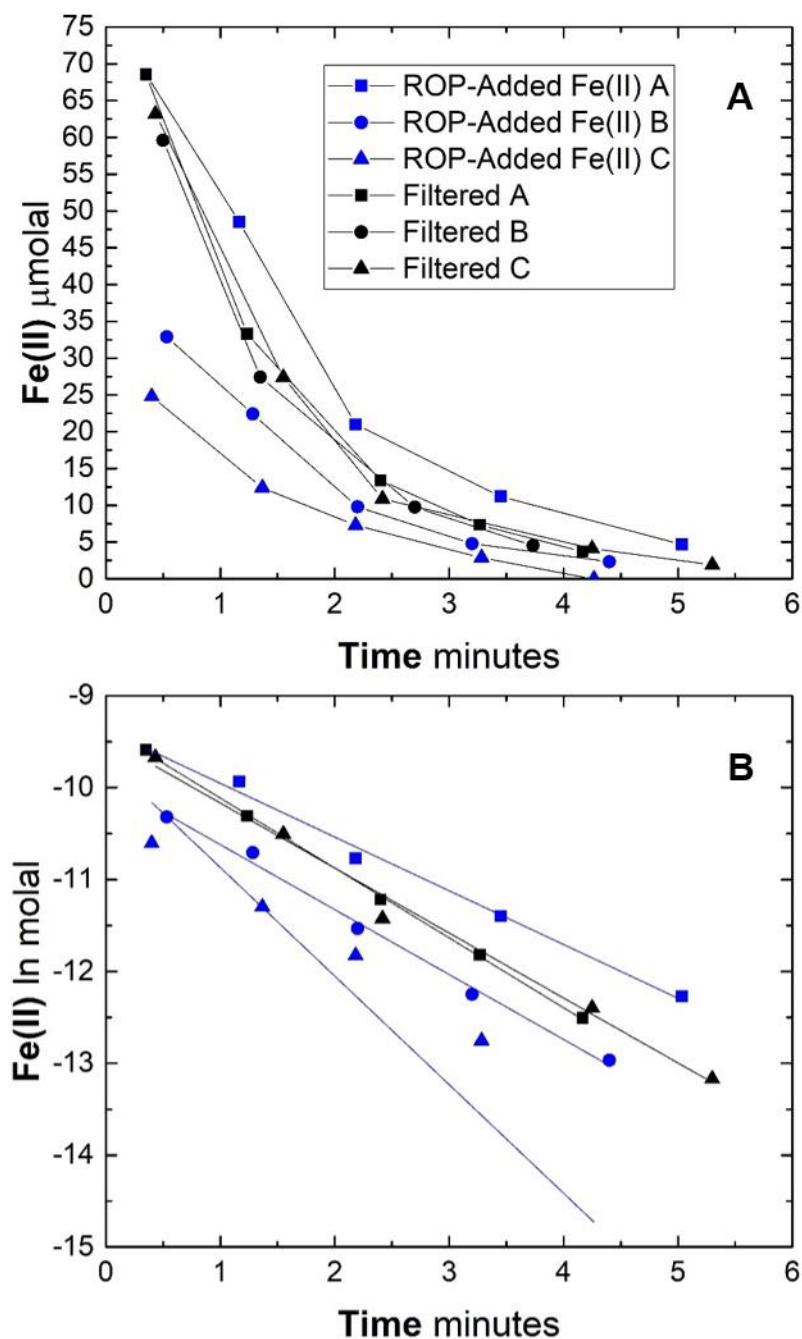 A
75
70
65
60
55
50
45
40
35
30
25
20
15
10
5
0
Fe(II) μmolal
ROP-Added Fe(II) A
ROP-Added Fe(II) B
ROP-Added Fe(II) C
Filtered A
Filtered B
Filtered C
0 1 2 3 4 5 6
Time minutes
B
-9
-10
-11
-12
-13
-14
-15
Fe(II) ln molal
0 1 2 3 4 5 6
Time minutes